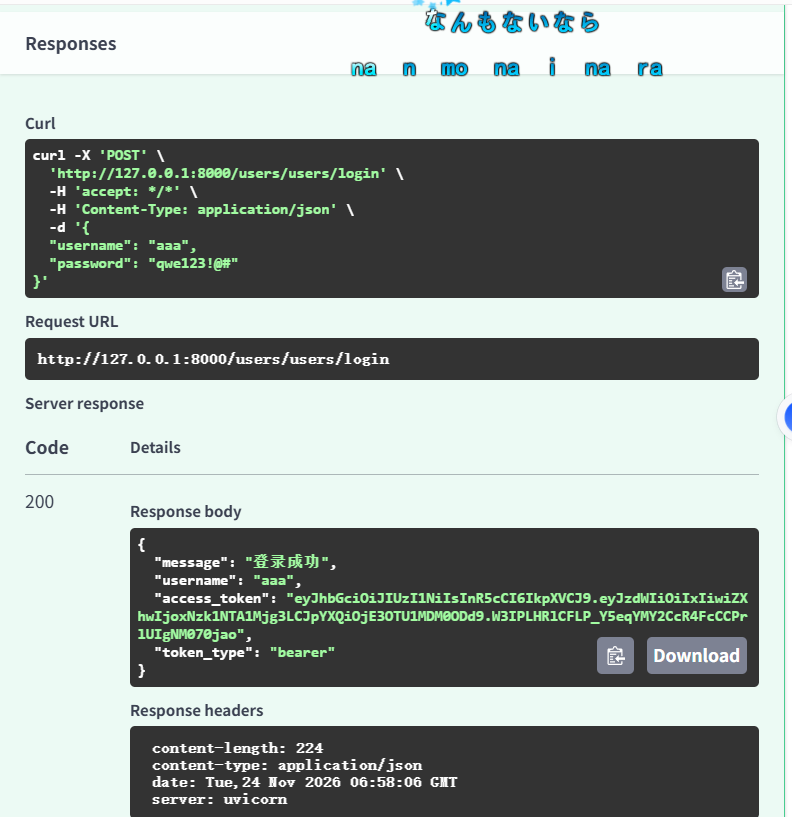 なんもないなら
na n mo na i na ra
Responses
Curl
curl -X 'POST' \
'http://127.0.0.1:8000/users/users/login' \
-H 'accept: */*' \
-H 'Content-Type: application/json' \
-d '{
"username": "aaa",
"password": "qwe123!@#"
}'
Request URL
http://127.0.0.1:8000/users/users/login
Server response
Code Details
200
Response body
{
"message": "登录成功",
"username": "aaa",
"access_token": "eyJhbGciOiJIUzI1NiIsInR5cCI6IkpXVCJ9.eyJzdWIiOiIxIiwiZX
hwIjoxNzk1NTA1Mjg3LCJpYXQiOjE3OTU1MDM0ODd9.W3IPLHRlCFLP_Y5eqYMY2CcR4FcCCPr
lUIgNM070jao",
"token_type": "bearer"
}
Download
Response headers
content-length: 224
content-type: application/json
date: Tue,24 Nov 2026 06:58:06 GMT
server: uvicorn